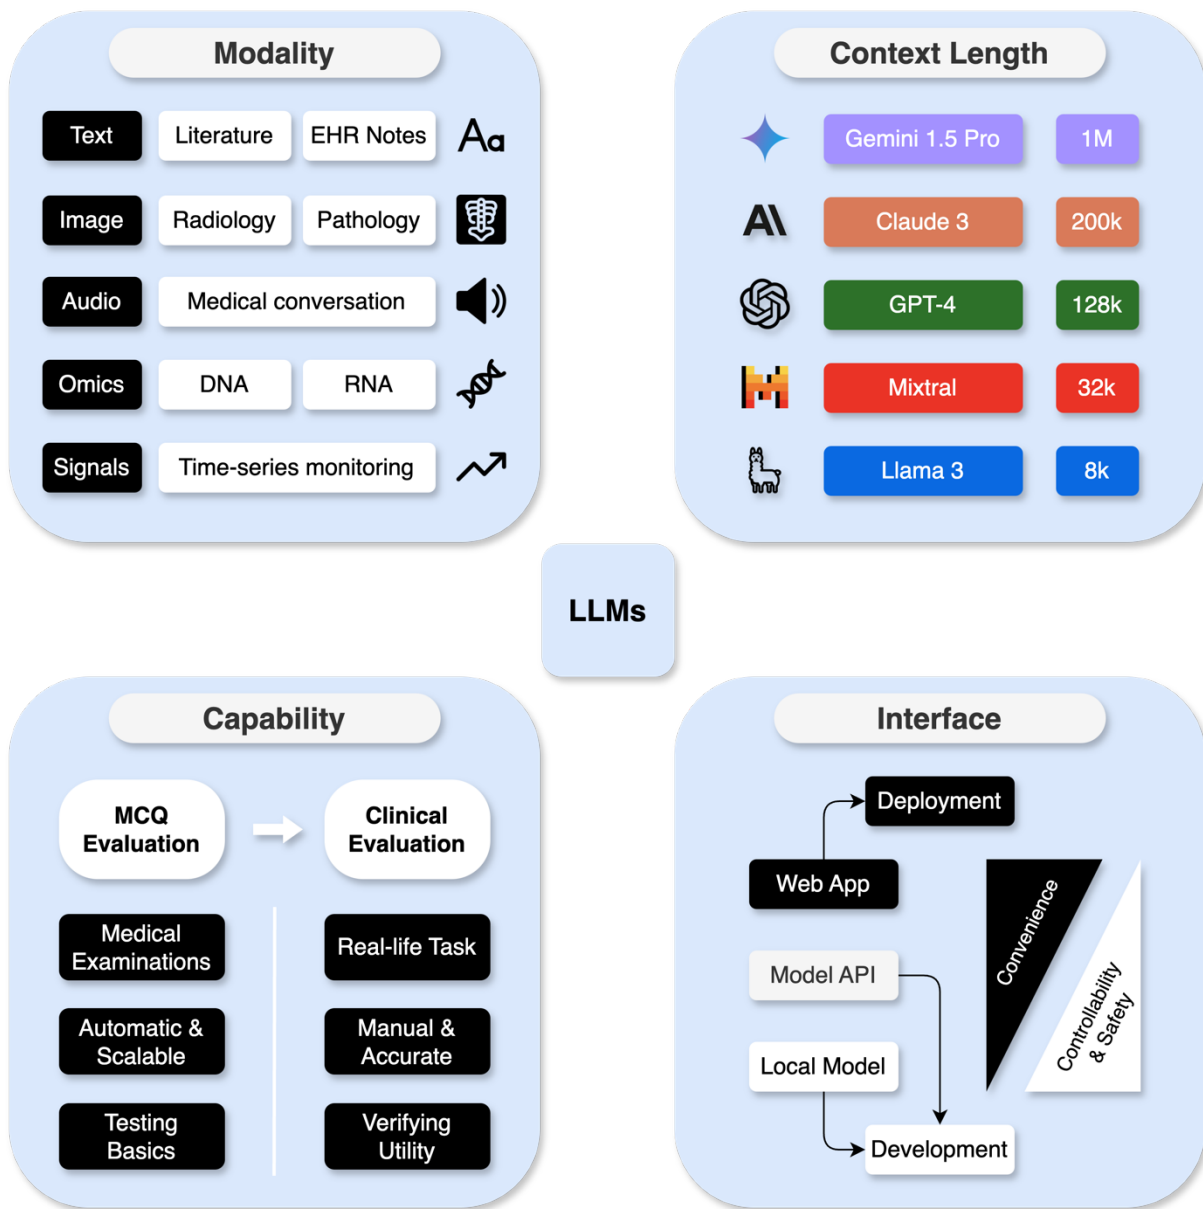 Modality
Text
Literature
EHR Notes
Aa
Image
Radiology
Pathology
Audio
Medical conversation
Omics
DNA
RNA
Signals
Time-series monitoring
Context Length
Gemini 1.5 Pro
1M
Claude 3
200k
GPT-4
128k
Mixtral
32k
Llama 3
8k
LLMs
Capability
MCQ
Evaluation
Clinical
Evaluation
Medical
Examinations
Real-life Task
Automatic &
Scalable
Manual &
Accurate
Testing
Basics
Verifying
Utility
Interface
Deployment
Web App
Model API
Local Model
Development
Convenience
Controllability
& Safety